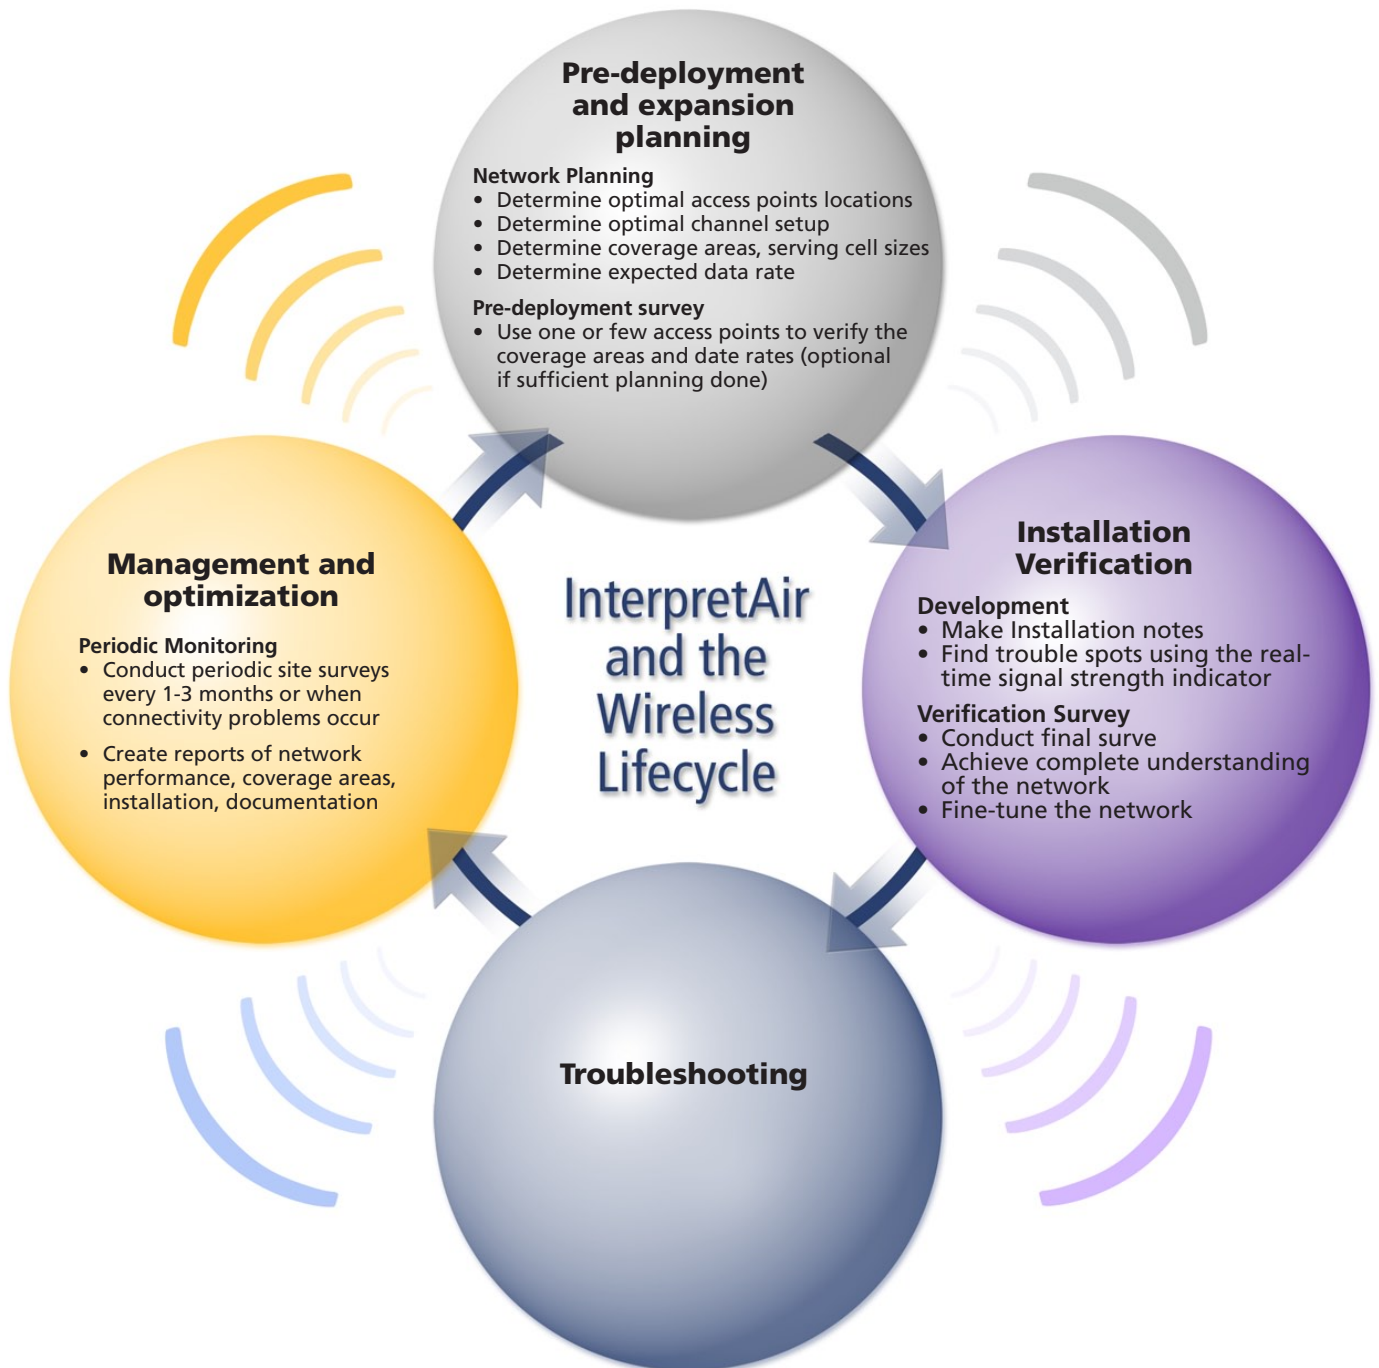 Pre-deployment
and expansion
planning
Network Planning
• Determine optimal access points locations
• Determine optimal channel setup
• Determine coverage areas, serving cell sizes
• Determine expected data rate
Pre-deployment survey
• Use one or few access points to verify the
coverage areas and date rates (optional
if sufficient planning done)
Installation
Verification
Development
• Make Installation notes
• Find trouble spots using the real-
time signal strength indicator
Verification Survey
• Conduct final surve
• Achieve complete understanding
of the network
• Fine-tune the network
Troubleshooting
Management and
optimization
Periodic Monitoring
• Conduct periodic site surveys
every 1-3 months or when
connectivity problems occur
• Create reports of network
performance, coverage areas,
installation, documentation
InterpretAir
and the
Wireless
Lifecycle